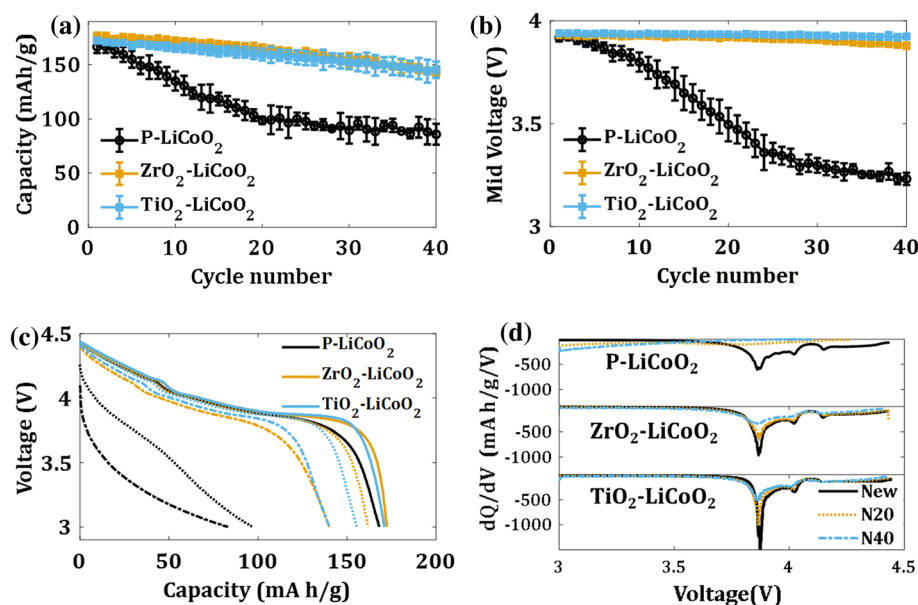 (a)
Capacity (mAh/g)
150
100
50
0
P-LiCoO₂
ZrO₂-LiCoO₂
TiO₂-LiCoO₂
0 10 20 30 40
Cycle number
(b)
Mid Voltage (V)
4
3.5
3
P-LiCoO₂
ZrO₂-LiCoO₂
TiO₂-LiCoO₂
0 10 20 30 40
Cycle number
(c)
Voltage (V)
4.5
4
3.5
3
P-LiCoO₂
ZrO₂-LiCoO₂
TiO₂-LiCoO₂
0 50 100 150 200
Capacity (mA h/g)
(d)
dQ/dV (mA h/g/V)
-500
-1000
P-LiCoO₂
-500
-1000
ZrO₂-LiCoO₂
-500
-1000
TiO₂-LiCoO₂
New
N20
N40
3 3.5 4 4.5
Voltage(V)